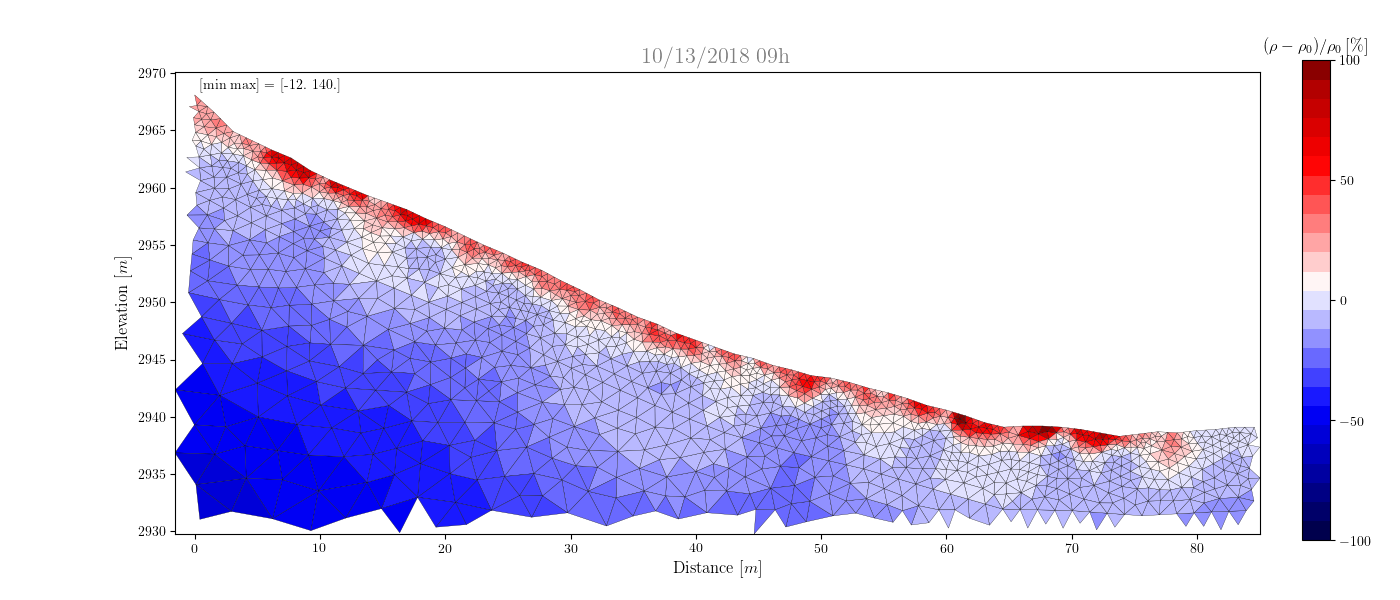 10/13/2018 09h
(ρ − ρ₀)/ρ₀ [%]
[min max] = [-12. 140.]
2970
2965
2960
2955
2950
2945
2940
2935
2930
Elevation [m]
0 10 20 30 40 50 60 70 80
Distance [m]
100
50
0
−50
−100